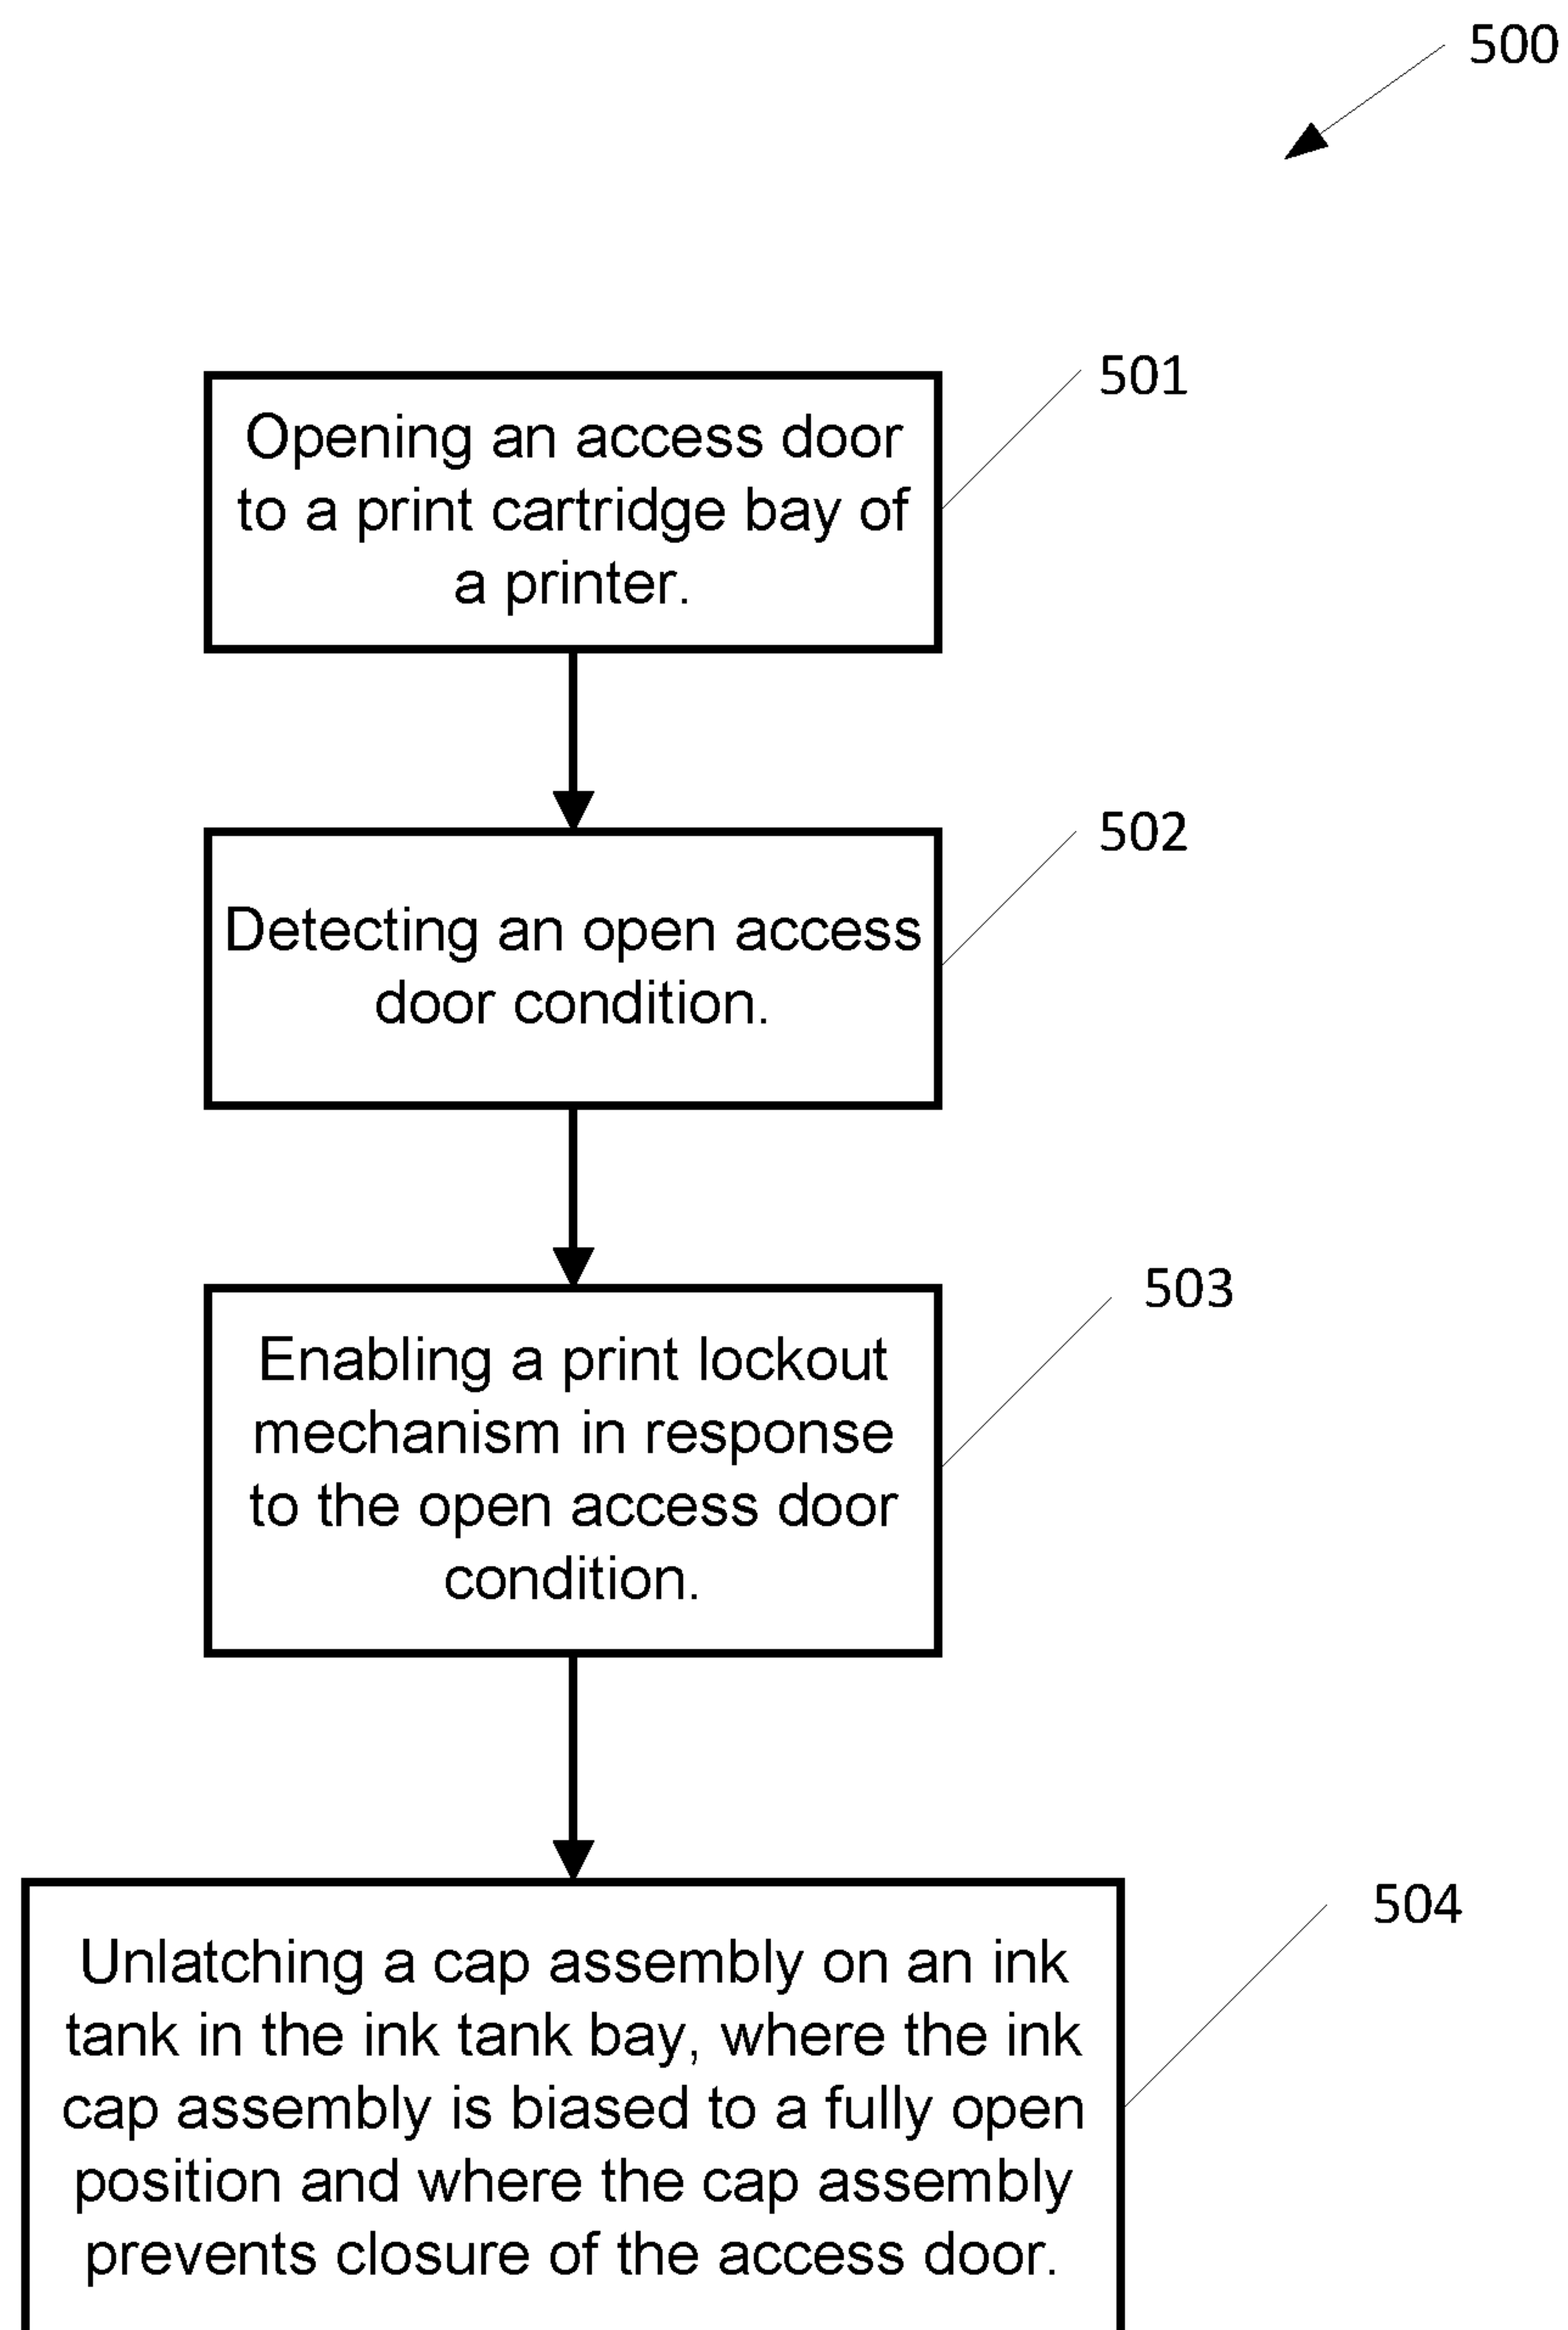 500
501
Opening an access door
to a print cartridge bay of
a printer.
502
Detecting an open access
door condition.
503
Enabling a print lockout
mechanism in response
to the open access door
condition.
504
Unlatching a cap assembly on an ink
tank in the ink tank bay, where the ink
cap assembly is biased to a fully open
position and where the cap assembly
prevents closure of the access door.